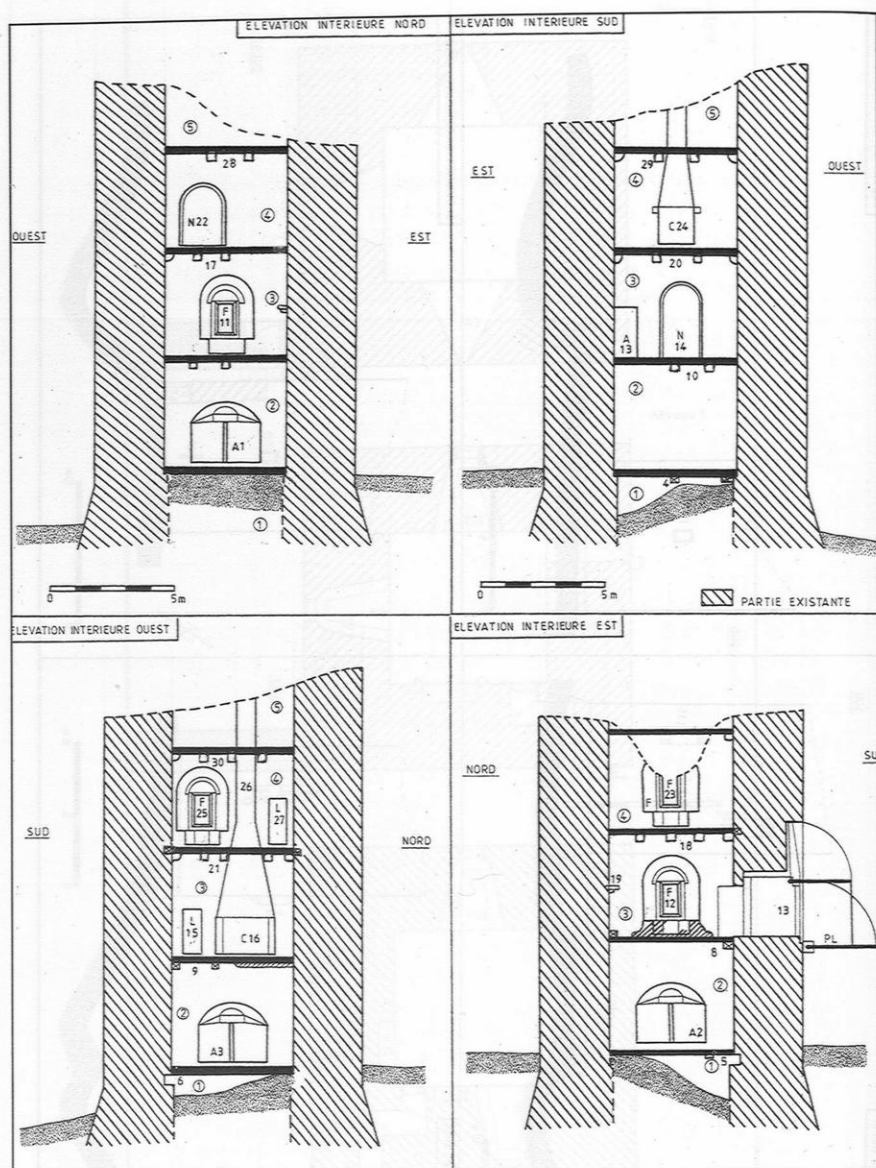 ELEVATION INTERIEURE NORD
⑤
28
N22
④
OUEST
EST
17
③
F
11
②
A1
①
0 5m
ELEVATION INTERIEURE SUD
⑤
EST
29
④
OUEST
C24
20
③
A
13
N
14
10
②
4
①
0 5m
PARTIE EXISTANTE
ELEVATION INTERIEURE OUEST
⑤
30
26
④
F
25
L
27
SUD
NORD
21
③
L
15
C16
9
②
A3
6
①
ELEVATION INTERIEURE EST
NORD
SU
F
23
F
④
18
19
F
12
③
13
PL
8
②
A2
①
5